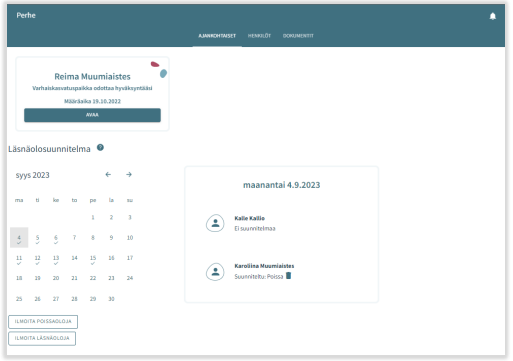 Perhe
AJANKOHTAISET HENKILÖT DOKUMENTIT
Reima Muumiaistes
Varhaiskasvatuspaikka odottaa hyväksyntääsi
Määräaika 19.10.2022
AVAA
Läsnäolosuunnitelma ?
syys 2023 ← →
ma ti ke to pe la su
1 2 3
4 5 6 7 8 9 10
11 12 13 14 15 16 17
18 19 20 21 22 23 24
25 26 27 28 29 30
maanantai 4.9.2023
Kalle Kallio
Ei suunnitelmaa
Karoliina Muumiaistes
Suunniteltu: Poissa
ILMOITA POISSAOLOJA
ILMOITA LÄSNÄOLOJA